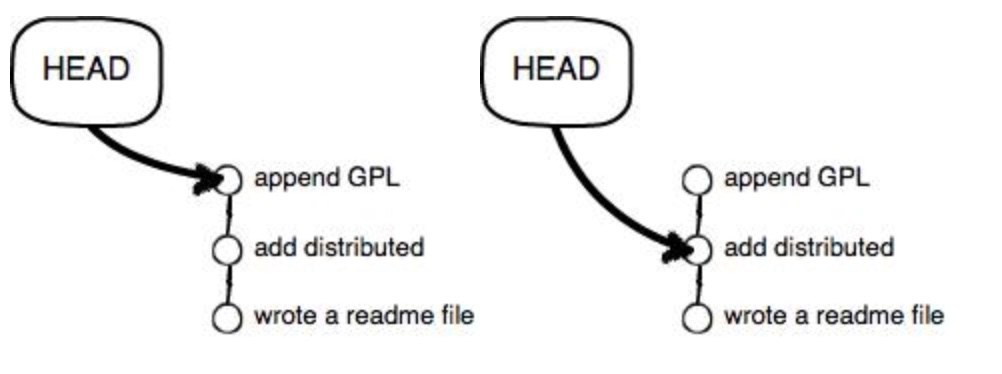 HEAD
append GPL
add distributed
wrote a readme file
HEAD
append GPL
add distributed
wrote a readme file